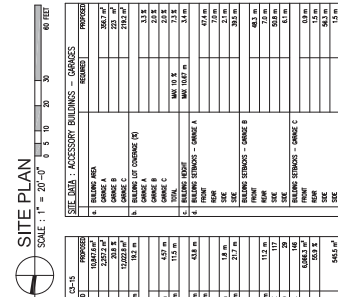 SITE PLAN
SCALE : 1" = 20'-0"
0 5 10 20 30 60 FEET
SITE DATA : ACCESSORY BUILDINGS - GARAGES
REQUIRED PROPOSED
a. BUILDING AREA
GARAGE A 356.7 m²
GARAGE B 223 m²
GARAGE C 219.2 m²
b. BUILDING LOT COVERAGE (%)
GARAGE A 3.3 %
GARAGE B 2.0 %
GARAGE C 2.0 %
TOTAL MAX 10 % 7.3 %
c. BUILDING HEIGHT MAX 10.67 m 3.4 m
d. BUILDING SETBACKS - GARAGE A
FRONT 47.4 m
REAR 7.0 m
SIDE 2.1 m
SIDE 39.5 m
BUILDING SETBACKS - GARAGE B
FRONT 48.3 m
REAR 7.0 m
SIDE 50.8 m
SIDE 6.1 m
BUILDING SETBACKS - GARAGE C
FRONT 0.9 m
REAR 1.5 m
SIDE 56.3 m
SIDE 1.5 m
C3-15
PROPOSED
10,847.6 m²
2,257.2 m²
20.8 %
12,022.8 m²
19.2 m
4.57 m
11.5 m
43.8 m
1.8 m
21.7 m
11.2 m
117
29
146
6,066.3 m²
55.9 %
545.5 m²